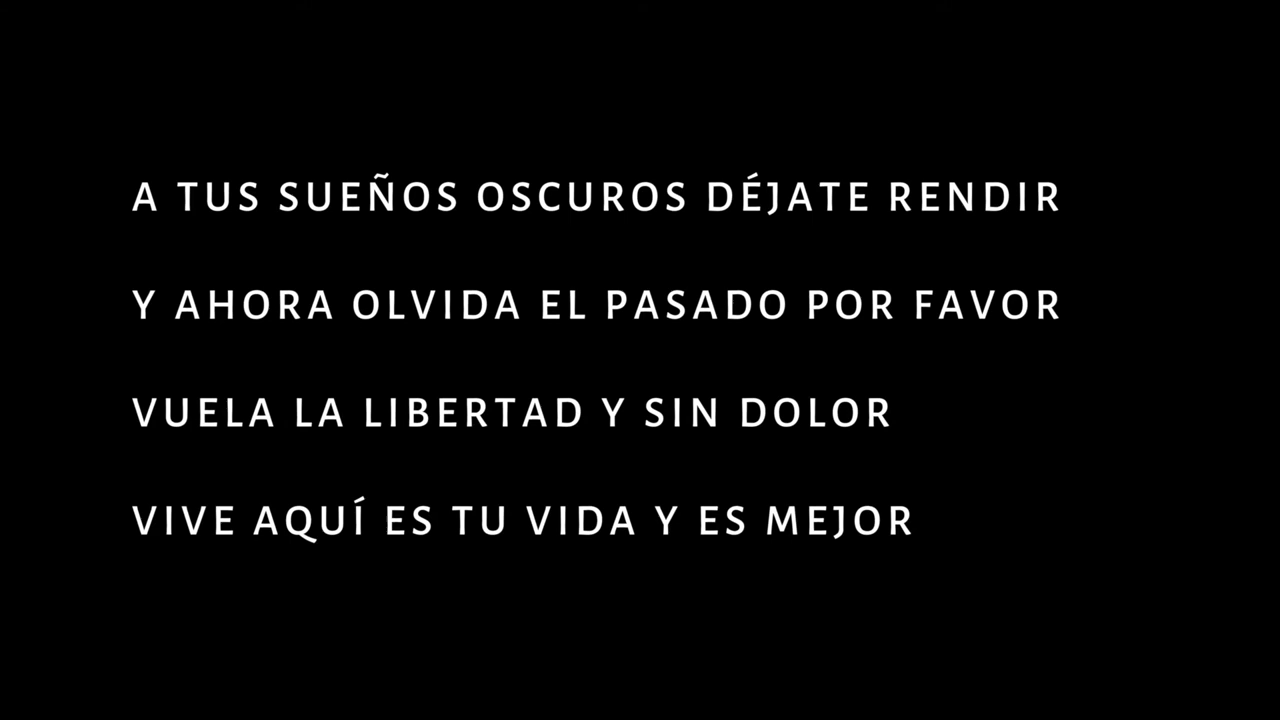 A TUS SUEÑOS OSCUROS DÉJATE RENDIR
Y AHORA OLVIDA EL PASADO POR FAVOR
VUELA LA LIBERTAD Y SIN DOLOR
VIVE AQUÍ ES TU VIDA Y ES MEJOR